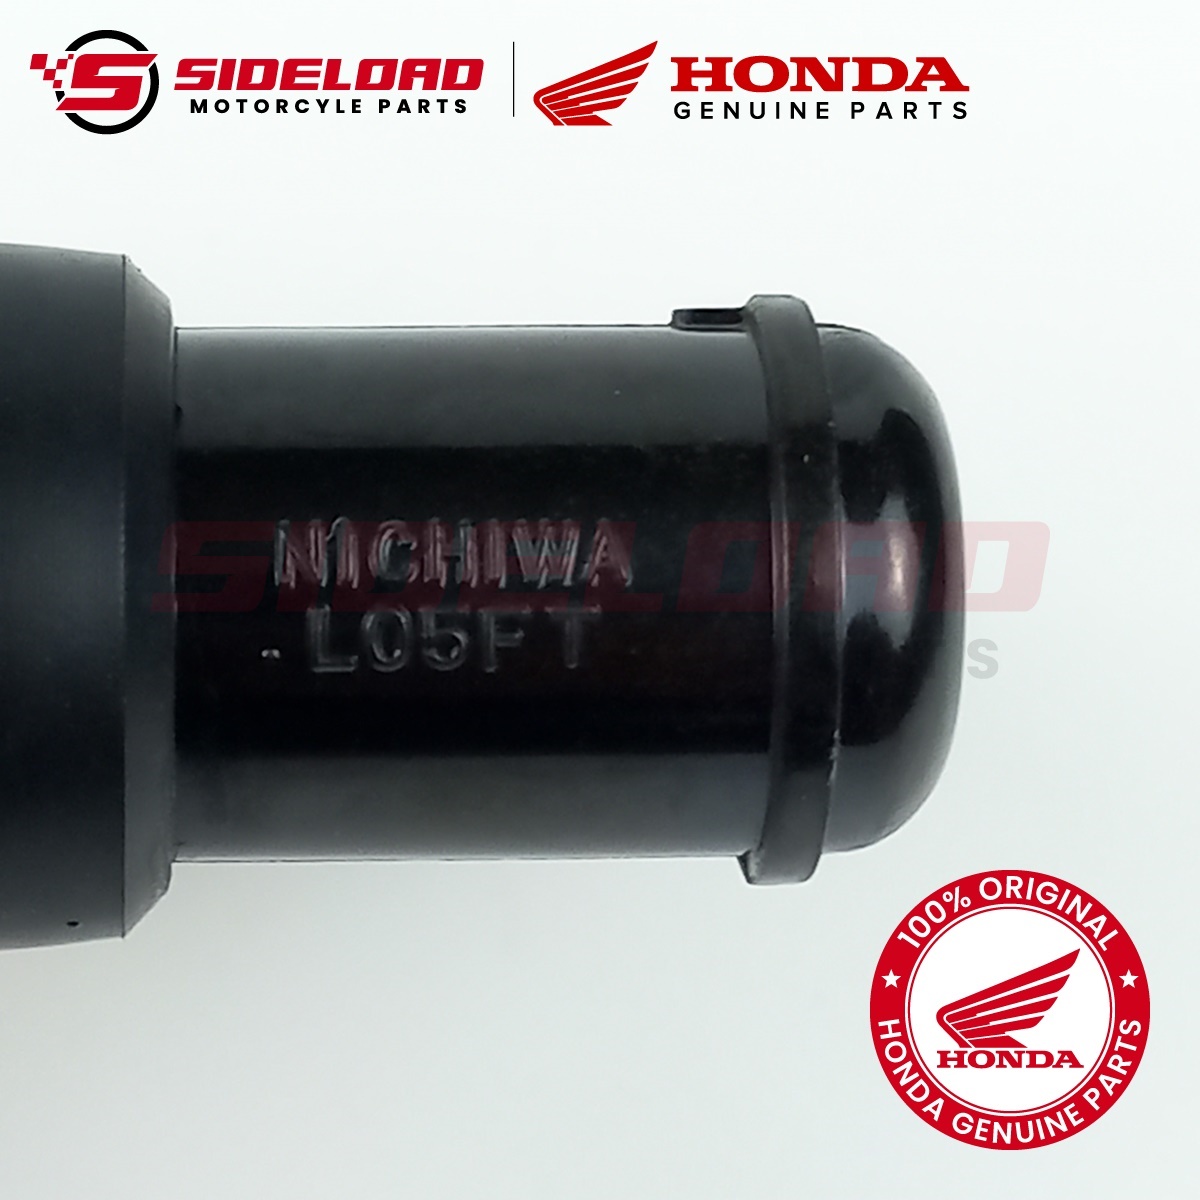 SIDELOAD
MOTORCYLE PARTS
HONDA
GENUINE PARTS
NICHIWA
L05FT
SIDELOAD
S
100% ORIGINAL
HONDA
HONDA GENUINE PARTS